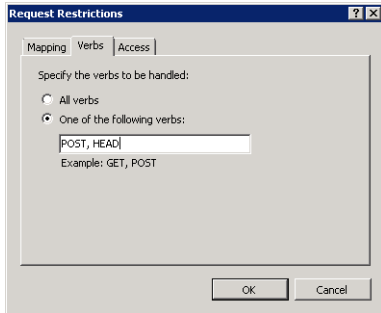 Request Restrictions
Mapping Verbs Access
Specify the verbs to be handled:
All verbs
One of the following verbs:
POST, HEAD
Example: GET, POST
OK Cancel